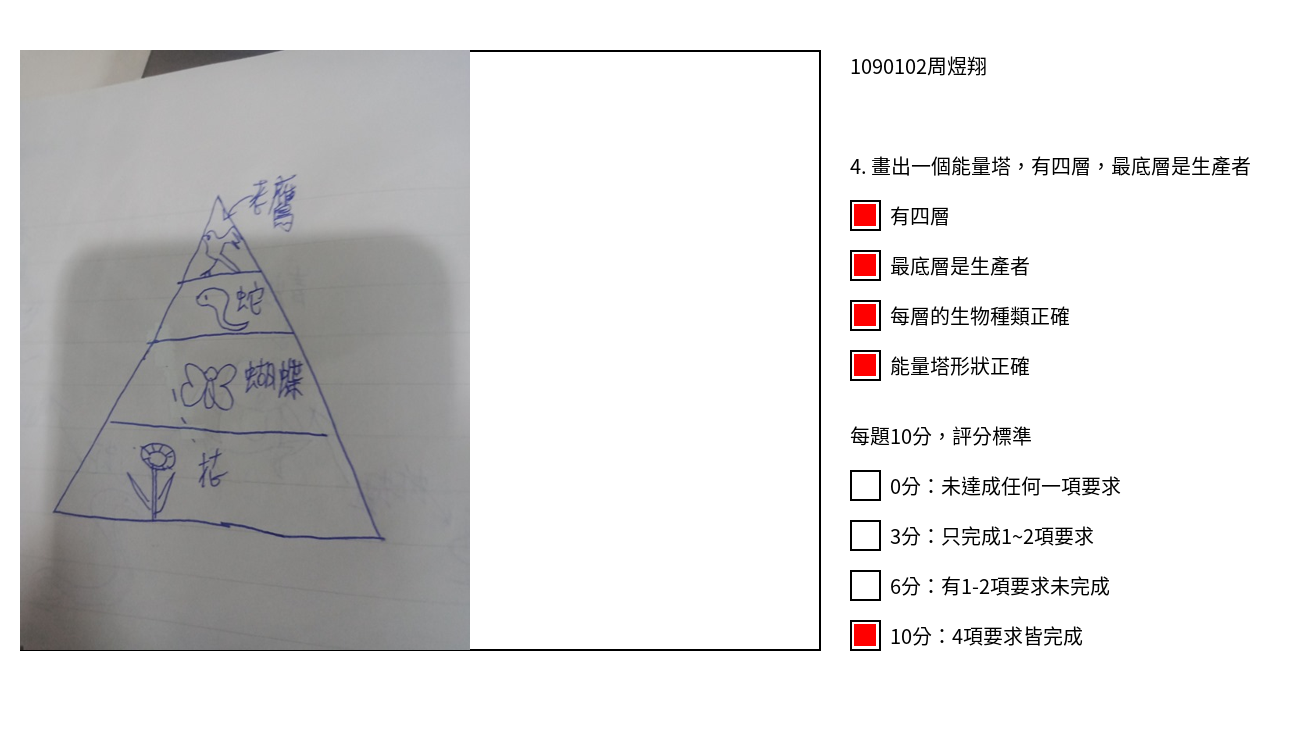 老鷹
蛇
蝴蝶
花
1090102周煜翔
4. 畫出一個能量塔，有四層，最底層是生產者
有四層
最底層是生產者
每層的生物種類正確
能量塔形狀正確
每題10分，評分標準
0分：未達成任何一項要求
3分：只完成1~2項要求
6分：有1-2項要求未完成
10分：4項要求皆完成